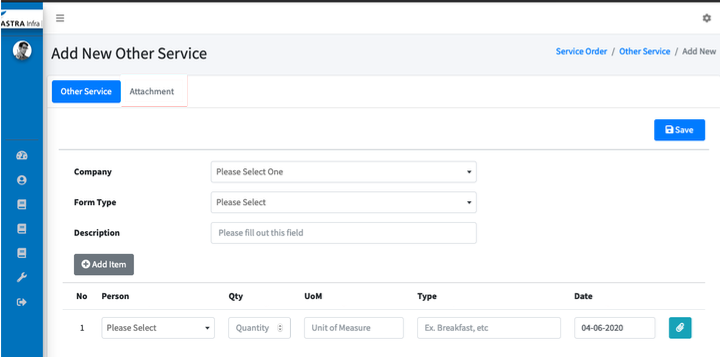 ASTRA Infra
Add New Other Service
Service Order / Other Service / Add New
Other Service Attachment
Save
Company Please Select One
Form Type Please Select
Description Please fill out this field
Add Item
No Person Qty UoM Type Date
1 Please Select Quantity Unit of Measure Ex. Breakfast, etc 04-06-2020